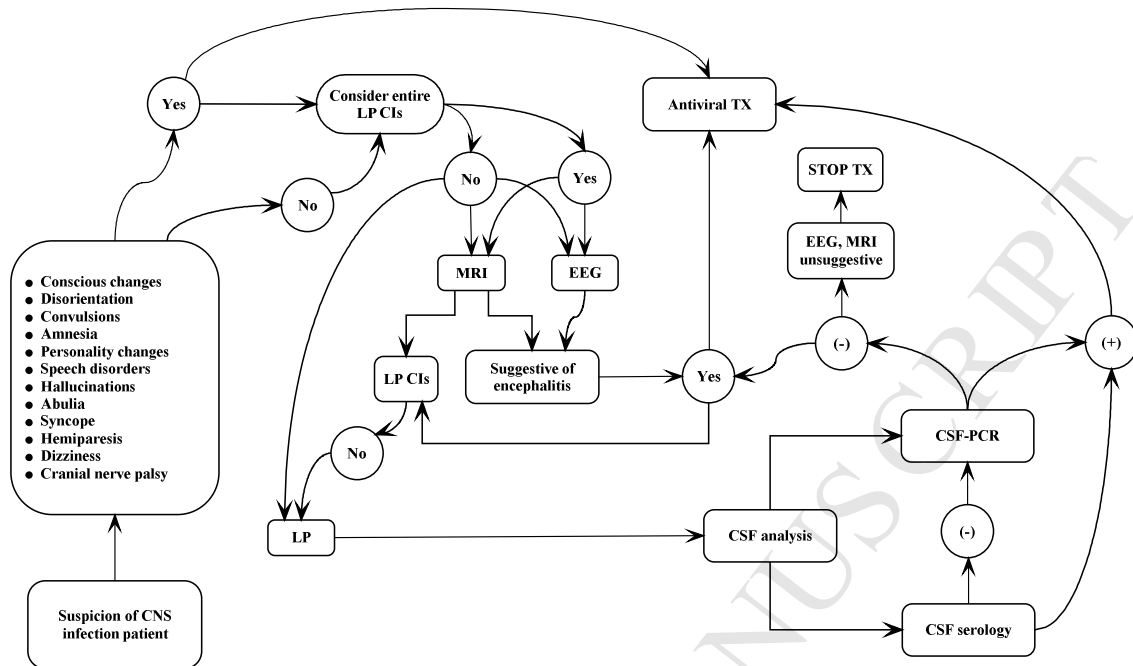 Yes
Consider entire
LP CIs
Antiviral TX
No
No
Yes
STOP TX
EEG, MRI
unsuggestive
● Conscious changes
● Disorientation
● Convulsions
● Amnesia
● Personality changes
● Speech disorders
● Hallucinations
● Abulia
● Syncope
● Hemiparesis
● Dizziness
● Cranial nerve palsy
MRI
EEG
LP CIs
Suggestive of
encephalitis
Yes
(-)
(+)
No
CSF-PCR
LP
CSF analysis
(-)
Suspicion of CNS
infection patient
CSF serology
NUSCRIPT